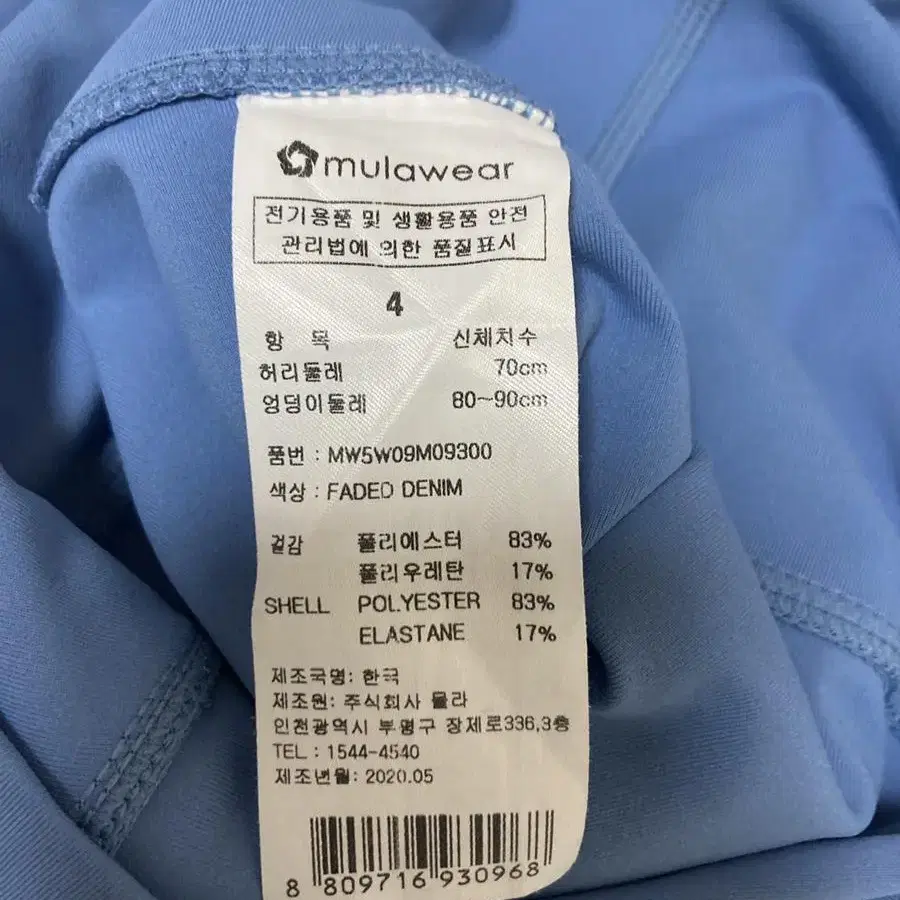 mulawear
전기용품 및 생활용품 안전
관리법에 의한 품질표시
4
항 목 신체치수
허리둘레 70cm
엉덩이둘레 80~90cm
품번 : MW5W09M09300
색상 : FADED DENIM
겉감 폴리에스터 83%
폴리우레탄 17%
SHELL POLYESTER 83%
ELASTANE 17%
제조국명: 한국
제조원: 주식회사 물라
인천광역시 부평구 장제로336,3층
TEL : 1544-4540
제조년월: 2020.05
8 809716 930968